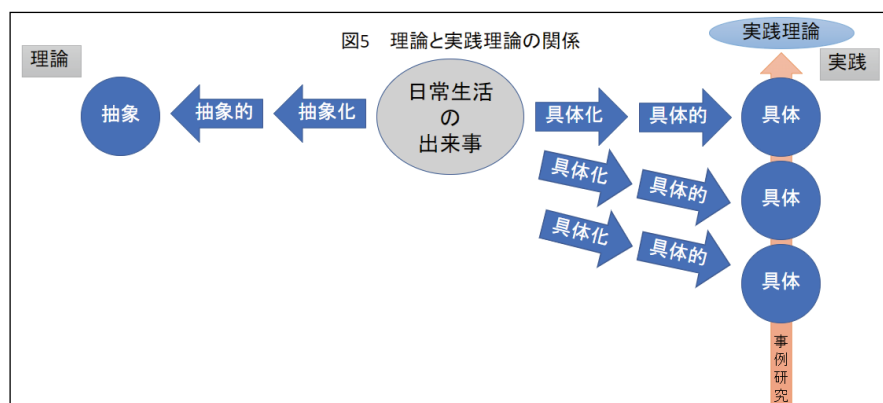 図5 理論と実践理論の関係
実践理論
理論
実践
抽象
抽象的
抽象化
日常生活
の
出来事
具体化
具体的
具体
具体化
具体的
具体
具体化
具体的
具体
事例研究